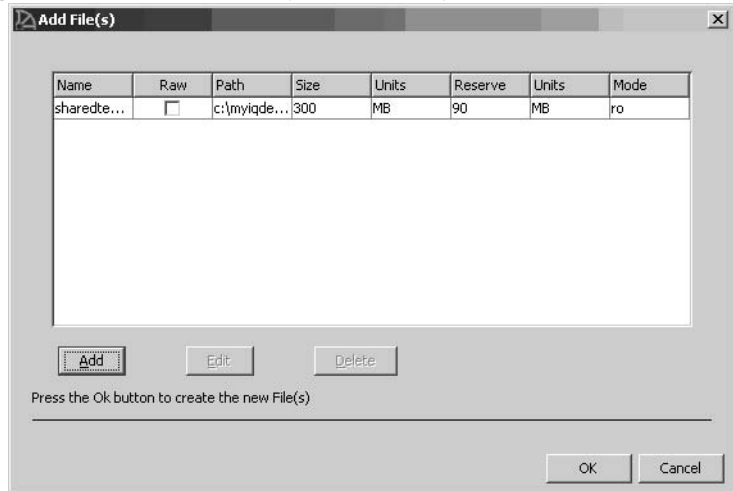 Add File(s)
Name Raw Path Size Units Reserve Units Mode
sharedte... c:\myiqde... 300 MB 90 MB ro
Add Edit Delete
Press the Ok button to create the new File(s)
OK Cancel